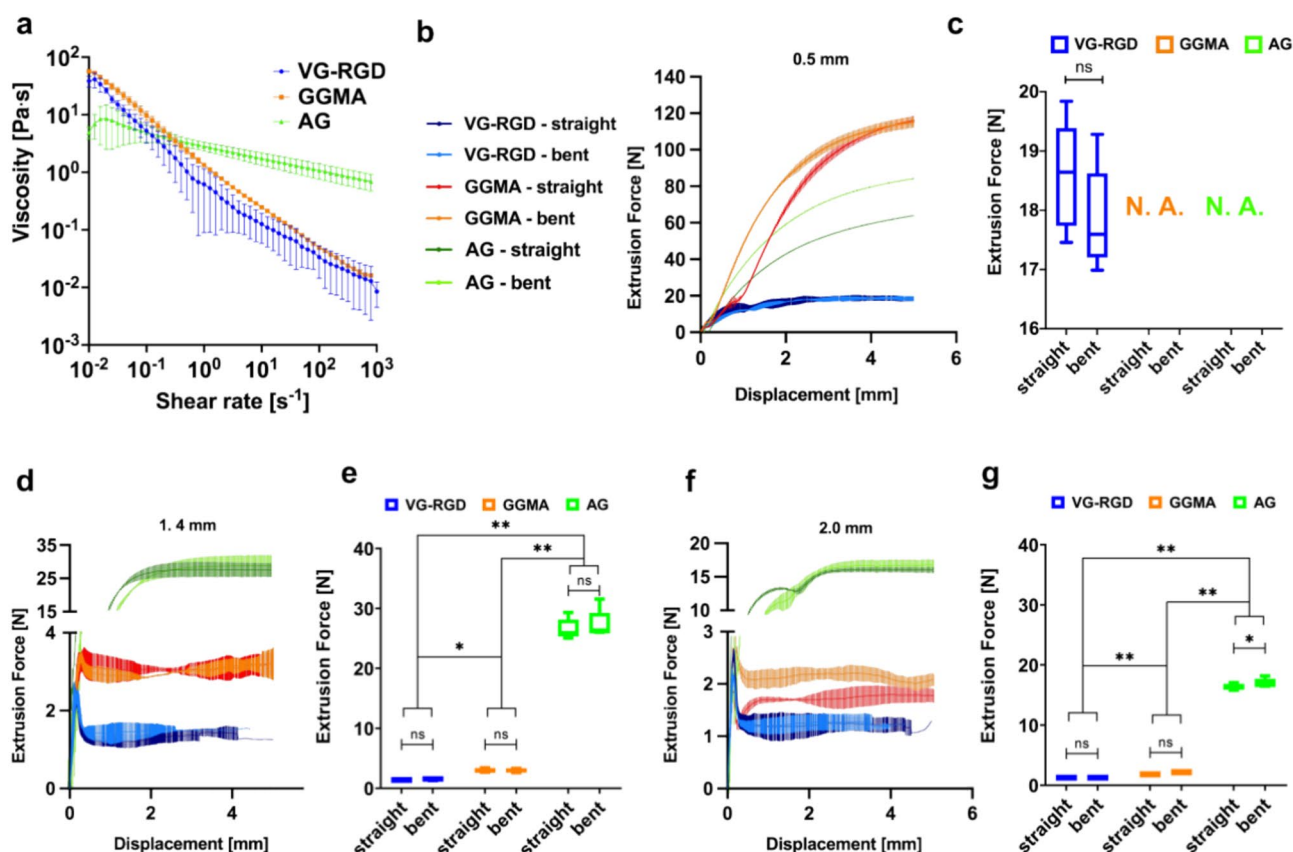 a
Viscosity [Pa·s]
10²
10¹
10⁰
10⁻¹
10⁻²
10⁻³
10⁻² 10⁻¹ 10⁰ 10¹ 10² 10³
Shear rate [s⁻¹]
VG-RGD
GGMA
AG
b
VG-RGD - straight
VG-RGD - bent
GGMA - straight
GGMA - bent
AG - straight
AG - bent
0.5 mm
Extrusion Force [N]
140
120
100
80
60
40
20
0
0 2 4 6
Displacement [mm]
c
VG-RGD GGMA AG
ns
Extrusion Force [N]
20
19
18
17
16
N. A. N. A.
straight bent straight bent straight bent
d
1. 4 mm
Extrusion Force [N]
35
25
15
4
2
0
0 2 4
Displacement [mm]
e
VG-RGD GGMA AG
Extrusion Force [N]
40
30
20
10
0
**
**
*
ns
ns
ns
straight bent straight bent straight bent
f
2.0 mm
Extrusion Force [N]
20
15
10
3
2
1
0
0 2 4 6
Displacement [mm]
g
VG-RGD GGMA AG
Extrusion Force [N]
40
30
20
10
0
**
**
**
*
ns
ns
straight bent straight bent straight bent